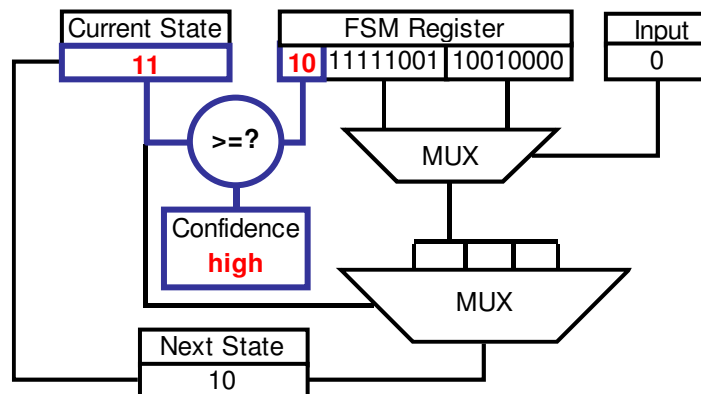 Current State
11
FSM Register
10 11111001 10010000
Input
0
>=?
MUX
Confidence
high
MUX
Next State
10